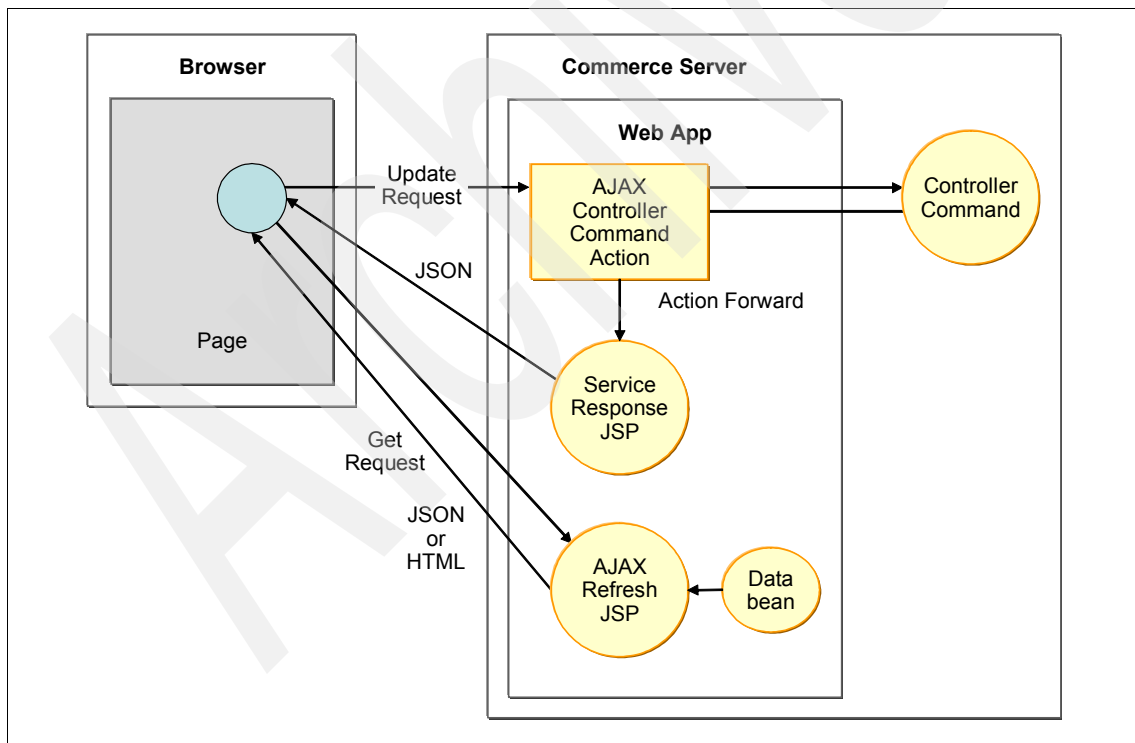 Browser
Commerce Server
Web App
Update
Request
AJAX
Controller
Command
Action
Controller
Command
JSON
Action Forward
Page
Service
Response
JSP
Get
Request
JSON
or
HTML
AJAX
Refresh
JSP
Data
bean